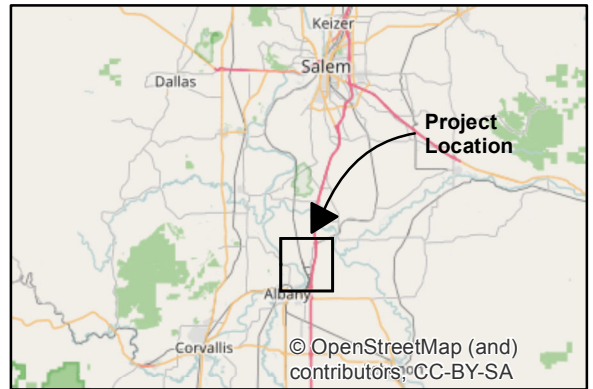 Keizer
Salem
Dallas
Project
Location
Albany
Corvallis
© OpenStreetMap (and)
contributors, CC-BY-SA